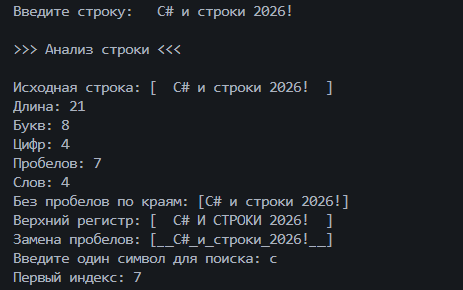 Введите строку:   C# и строки 2026!
>>> Анализ строки <<<
Исходная строка: [  C# и строки 2026!  ]
Длина: 21
Букв: 8
Цифр: 4
Пробелов: 7
Слов: 4
Без пробелов по краям: [C# и строки 2026!]
Верхний регистр: [  C# И СТРОКИ 2026!  ]
Замена пробелов: [__C#_и_строки_2026!__]
Введите один символ для поиска: с
Первый индекс: 7